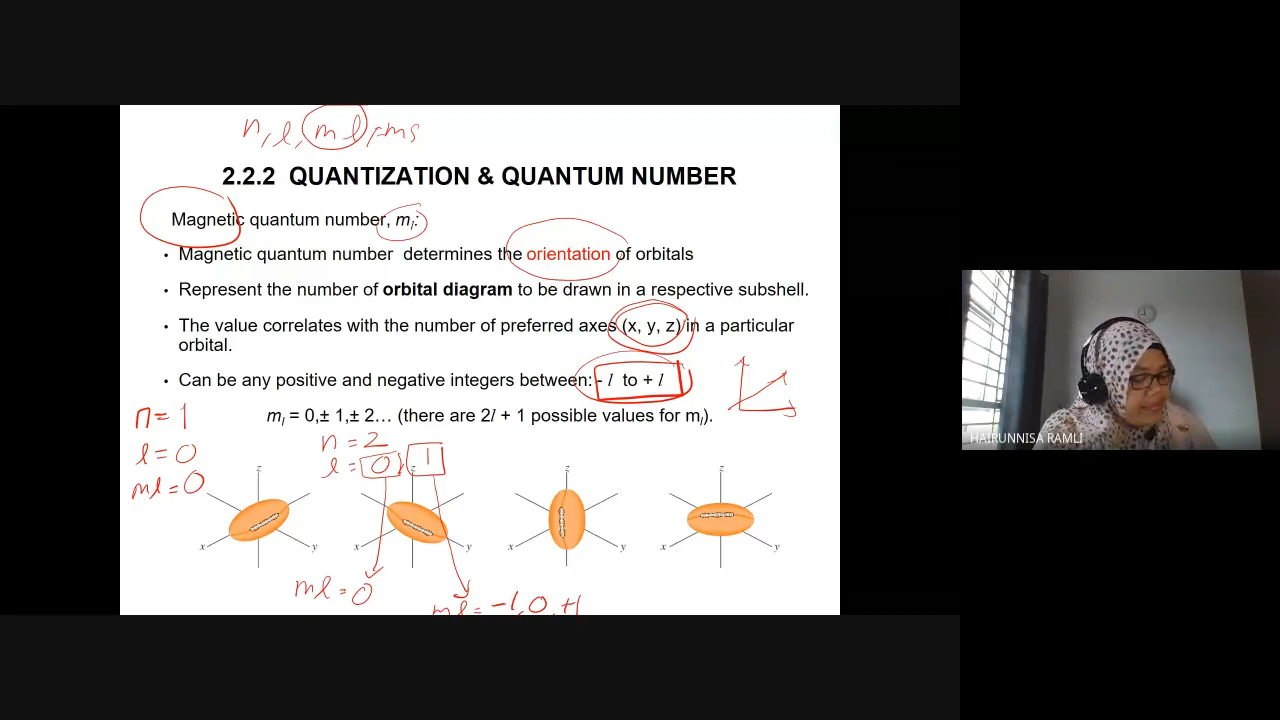 n, l, ml, ms
2.2.2 QUANTIZATION & QUANTUM NUMBER
Magnetic quantum number, ml:
• Magnetic quantum number determines the orientation of orbitals
• Represent the number of orbital diagram to be drawn in a respective subshell.
• The value correlates with the number of preferred axes (x, y, z) in a particular
orbital.
• Can be any positive and negative integers between: - l to + l
ml = 0,± 1,± 2… (there are 2l + 1 possible values for ml).
n = 1
l = 0
ml = 0
n = 2
l = 0, 1
z
x
y
z
x
y
z
x
y
z
x
y
ml = 0
ml = -1, 0, +1
HAIRUNNISA RAMLI